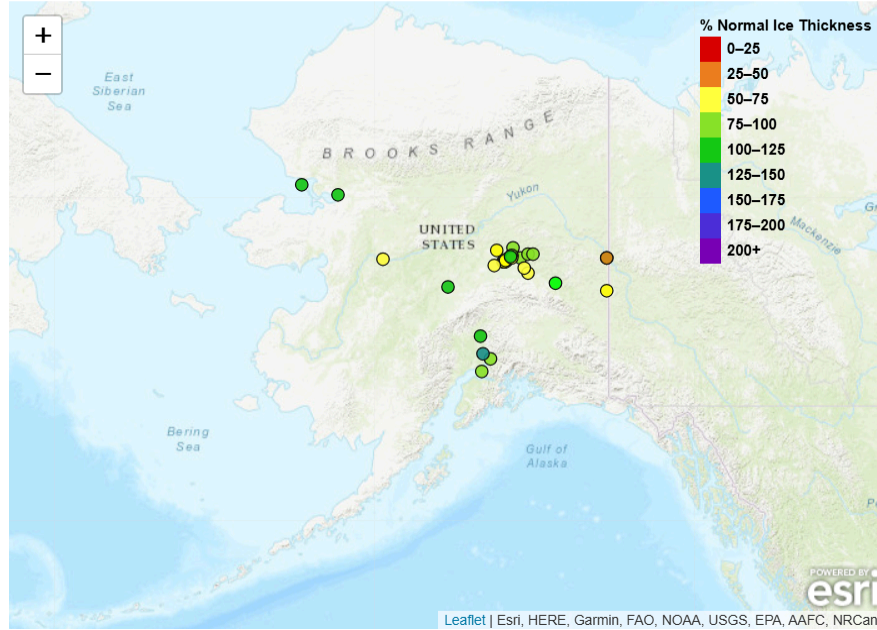 +
−
% Normal Ice Thickness
0–25
25–50
50–75
75–100
100–125
125–150
150–175
175–200
200+
East
Siberian
Sea
BROOKS RANGE
Yukon
UNITED
STATES
Mackenzie
Bering
Sea
Gulf of
Alaska
POWERED BY
esri
Leaflet | Esri, HERE, Garmin, FAO, NOAA, USGS, EPA, AAFC, NRCan